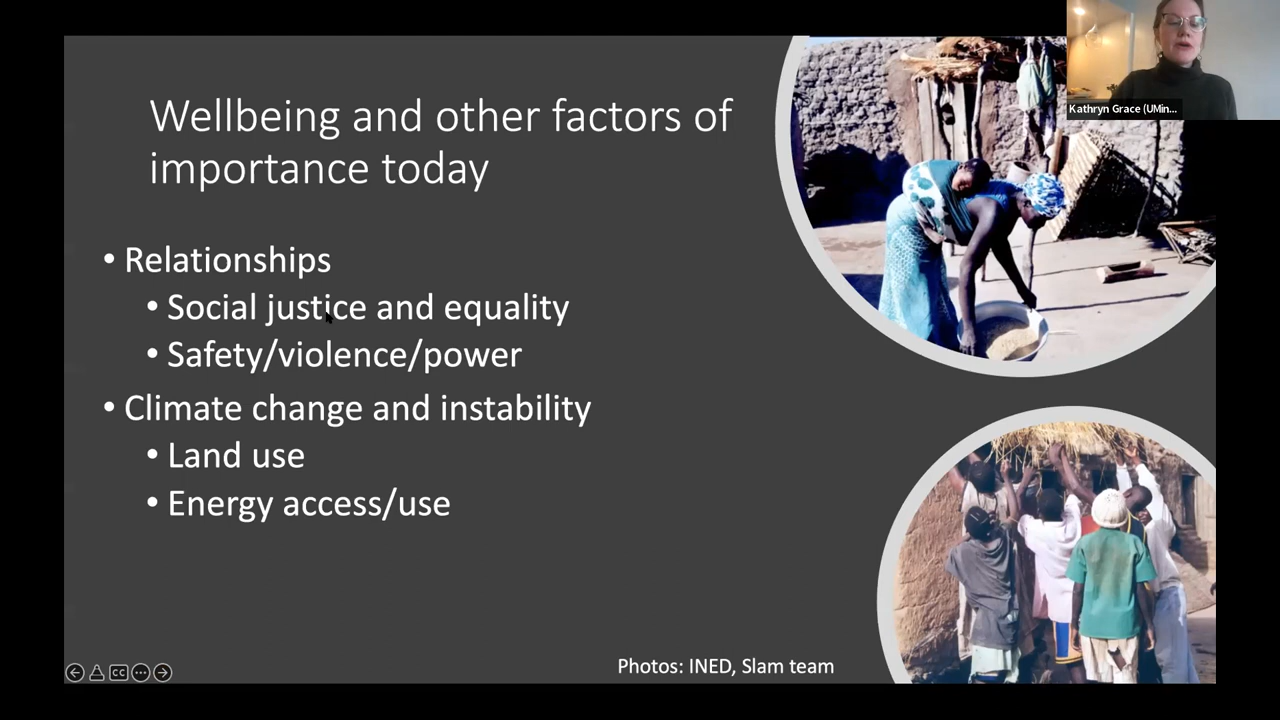 Kathryn Grace (UMin...
Wellbeing and other factors of
importance today
• Relationships
• Social justice and equality
• Safety/violence/power
• Climate change and instability
• Land use
• Energy access/use
Photos: INED, Slam team
CC